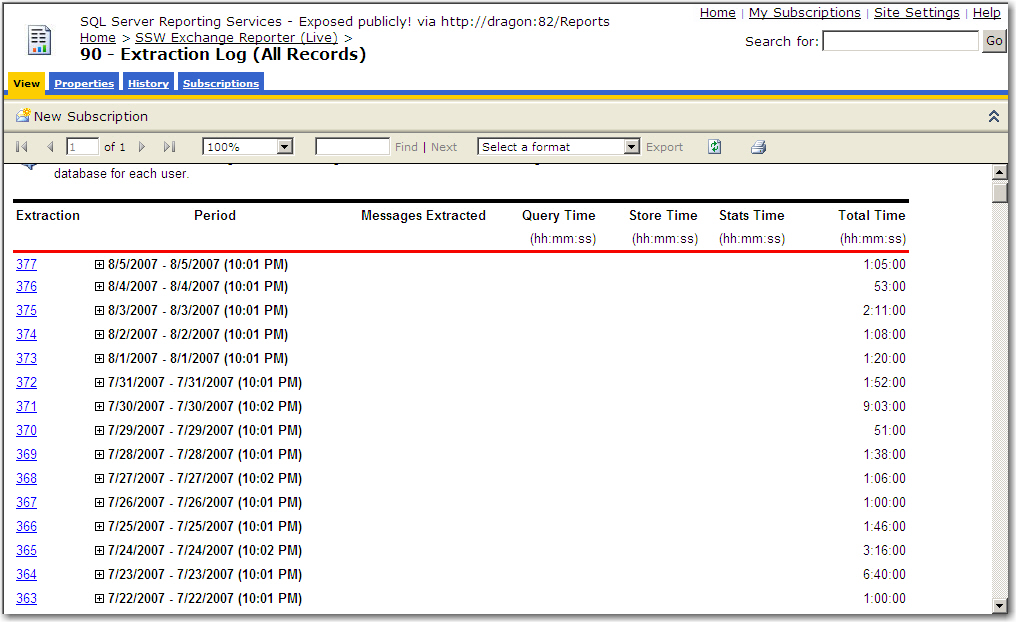 SQL Server Reporting Services - Exposed publicly! via http://dragon:82/Reports
Home | My Subscriptions | Site Settings | Help
Home > SSW Exchange Reporter (Live) >
90 - Extraction Log (All Records)
Search for: Go
View Properties History Subscriptions
New Subscription
1 of 1 100% Find | Next Select a format Export
database for each user.
Extraction Period Messages Extracted Query Time Store Time Stats Time Total Time
(hh:mm:ss) (hh:mm:ss) (hh:mm:ss) (hh:mm:ss)
377 8/5/2007 - 8/5/2007 (10:01 PM) 1:05:00
376 8/4/2007 - 8/4/2007 (10:01 PM) 53:00
375 8/3/2007 - 8/3/2007 (10:01 PM) 2:11:00
374 8/2/2007 - 8/2/2007 (10:01 PM) 1:08:00
373 8/1/2007 - 8/1/2007 (10:01 PM) 1:20:00
372 7/31/2007 - 7/31/2007 (10:01 PM) 1:52:00
371 7/30/2007 - 7/30/2007 (10:02 PM) 9:03:00
370 7/29/2007 - 7/29/2007 (10:01 PM) 51:00
369 7/28/2007 - 7/28/2007 (10:01 PM) 1:38:00
368 7/27/2007 - 7/27/2007 (10:02 PM) 1:06:00
367 7/26/2007 - 7/26/2007 (10:01 PM) 1:00:00
366 7/25/2007 - 7/25/2007 (10:01 PM) 1:46:00
365 7/24/2007 - 7/24/2007 (10:02 PM) 3:16:00
364 7/23/2007 - 7/23/2007 (10:01 PM) 6:40:00
363 7/22/2007 - 7/22/2007 (10:01 PM) 1:00:00